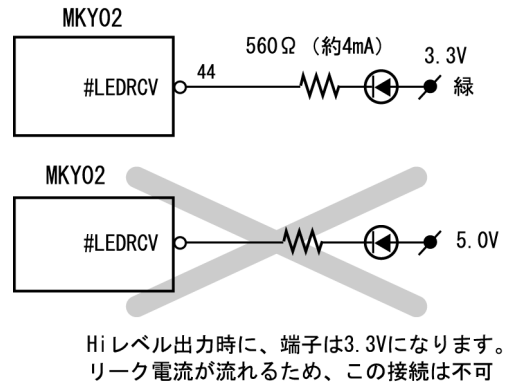 MKY02
560Ω (約4mA)
3.3V
#LEDRCV
44
緑
MKY02
#LEDRCV
5.0V
Hiレベル出力時に、端子は3.3Vになります。
リーク電流が流れるため、この接続は不可